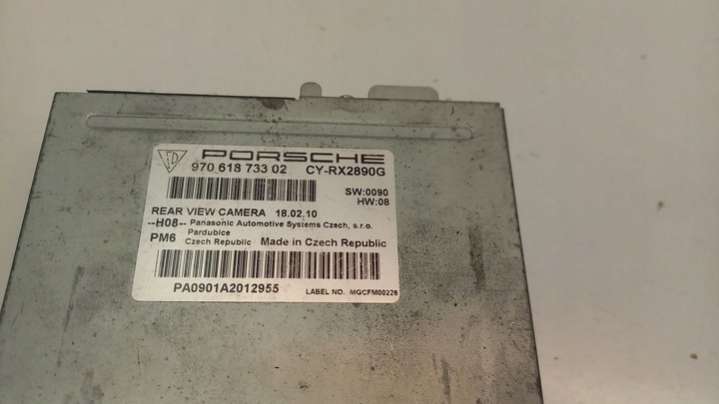 PORSCHE
970 618 733 02 CY-RX2890G
SW:0090
HW:08
REAR VIEW CAMERA 18.02.10
--H08-- Panasonic Automotive Systems Czech, s.r.o.
Pardubice
PM6 Czech Republic Made in Czech Republic
PA0901A2012955 LABEL NO. MGCFM00228